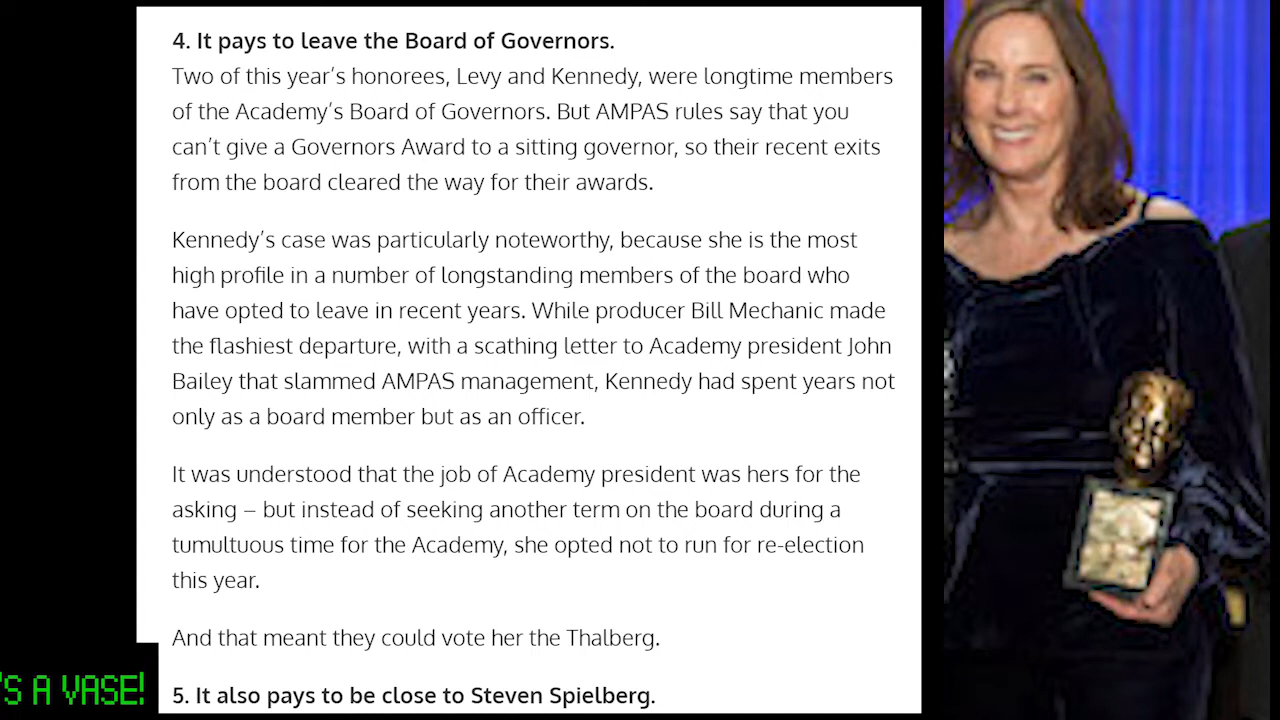 4. It pays to leave the Board of Governors.
Two of this year’s honorees, Levy and Kennedy, were longtime members
of the Academy’s Board of Governors. But AMPAS rules say that you
can’t give a Governors Award to a sitting governor, so their recent exits
from the board cleared the way for their awards.
Kennedy’s case was particularly noteworthy, because she is the most
high profile in a number of longstanding members of the board who
have opted to leave in recent years. While producer Bill Mechanic made
the flashiest departure, with a scathing letter to Academy president John
Bailey that slammed AMPAS management, Kennedy had spent years not
only as a board member but as an officer.
It was understood that the job of Academy president was hers for the
asking – but instead of seeking another term on the board during a
tumultuous time for the Academy, she opted not to run for re-election
this year.
And that meant they could vote her the Thalberg.
'S A VASE!
5. It also pays to be close to Steven Spielberg.